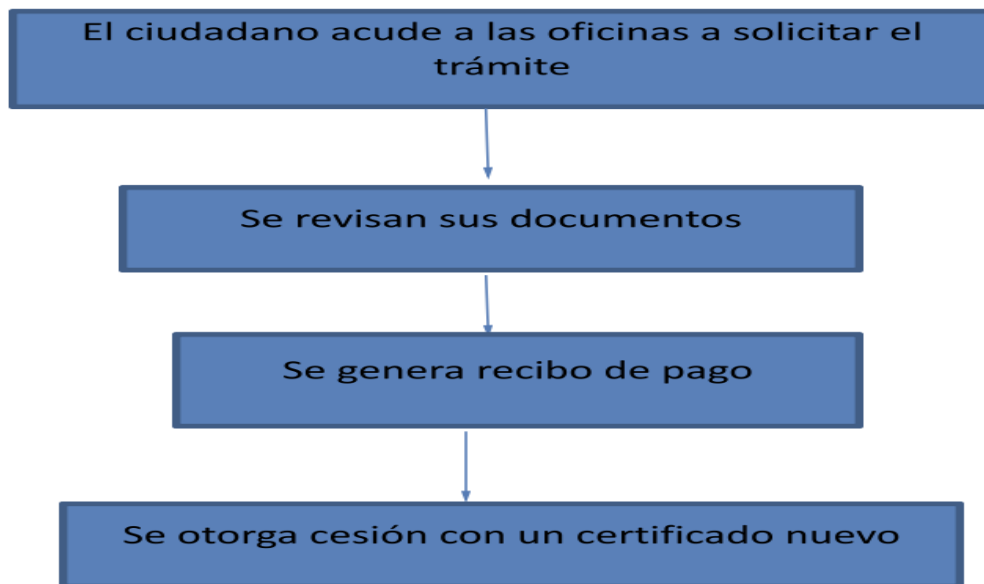 El ciudadano acude a las oficinas a solicitar el
trámite
Se revisan sus documentos
Se genera recibo de pago
Se otorga cesión con un certificado nuevo